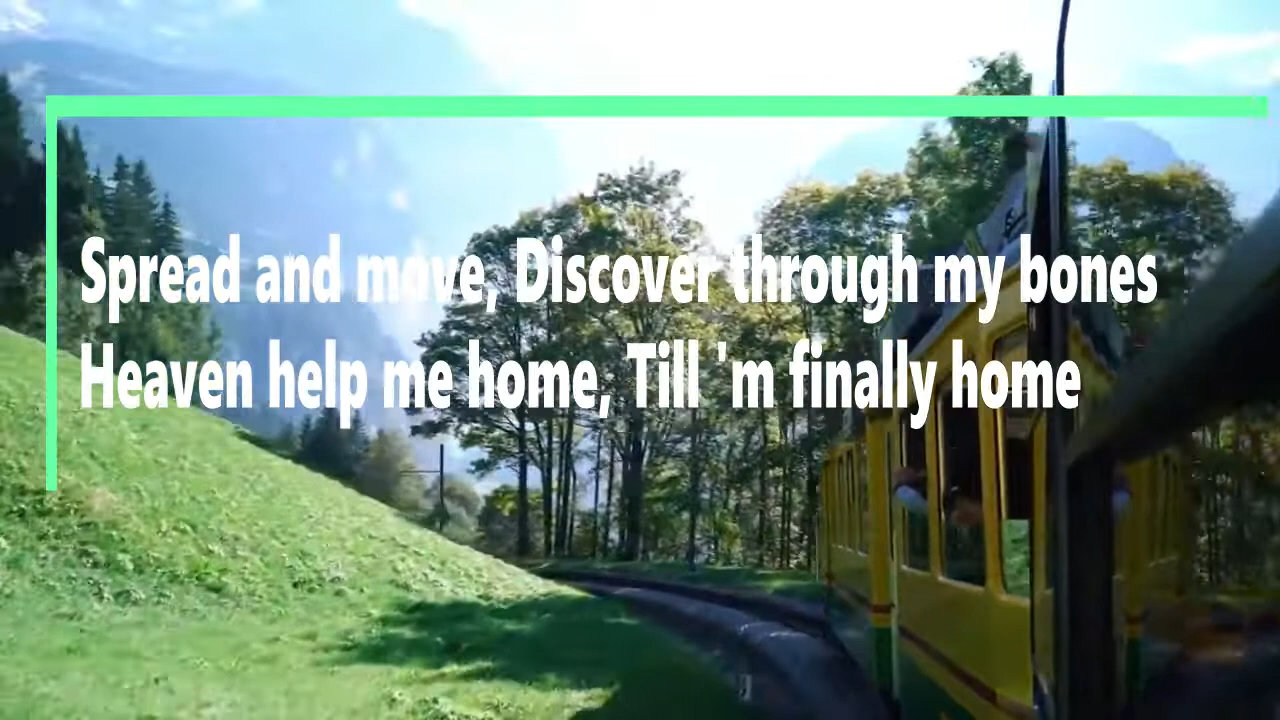 Spread and move, Discover through my bones
Heaven help me home, Till 'm finally home